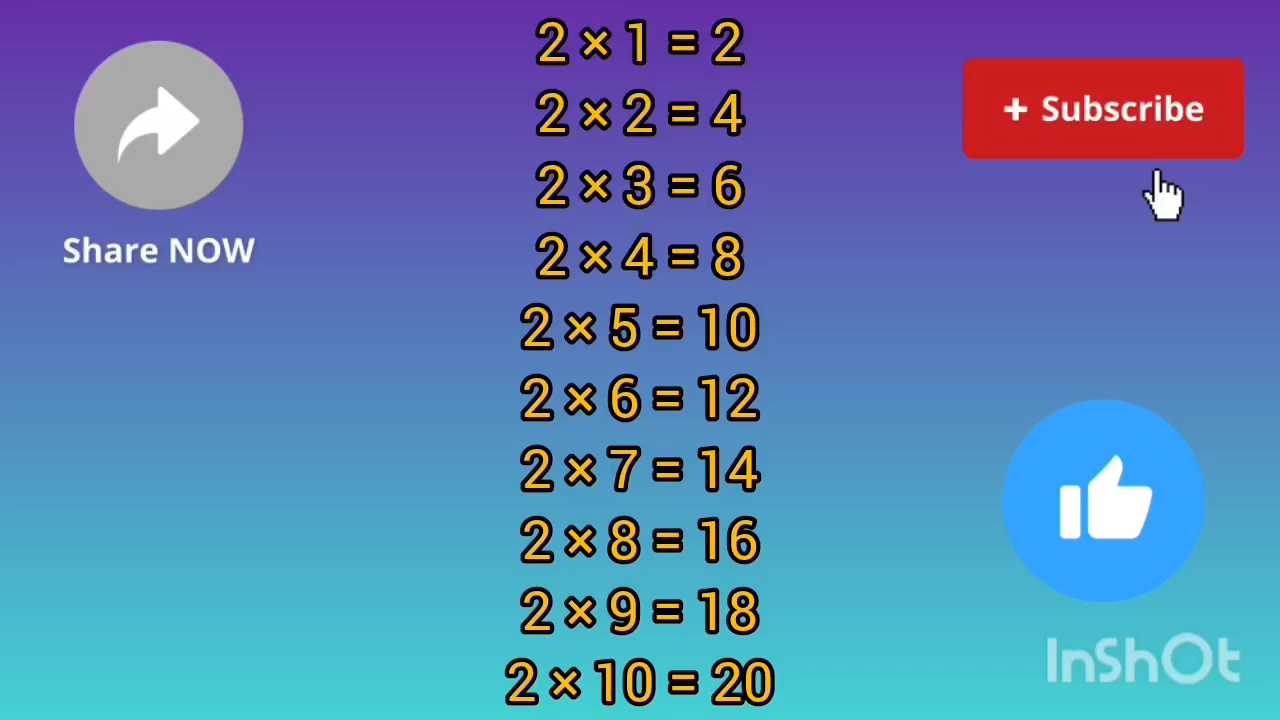 2 × 1 = 2
2 × 2 = 4
2 × 3 = 6
2 × 4 = 8
2 × 5 = 10
2 × 6 = 12
2 × 7 = 14
2 × 8 = 16
2 × 9 = 18
2 × 10 = 20
Share NOW
+ Subscribe
InShOt